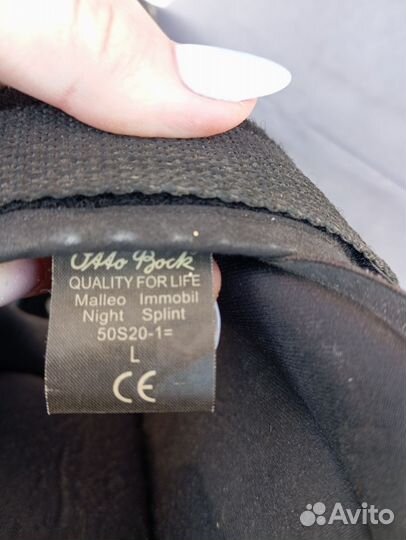 Otto Bock
QUALITY FOR LIFE
Malleo Immobil
Night Splint
50S20-1=
L
CE
Avito